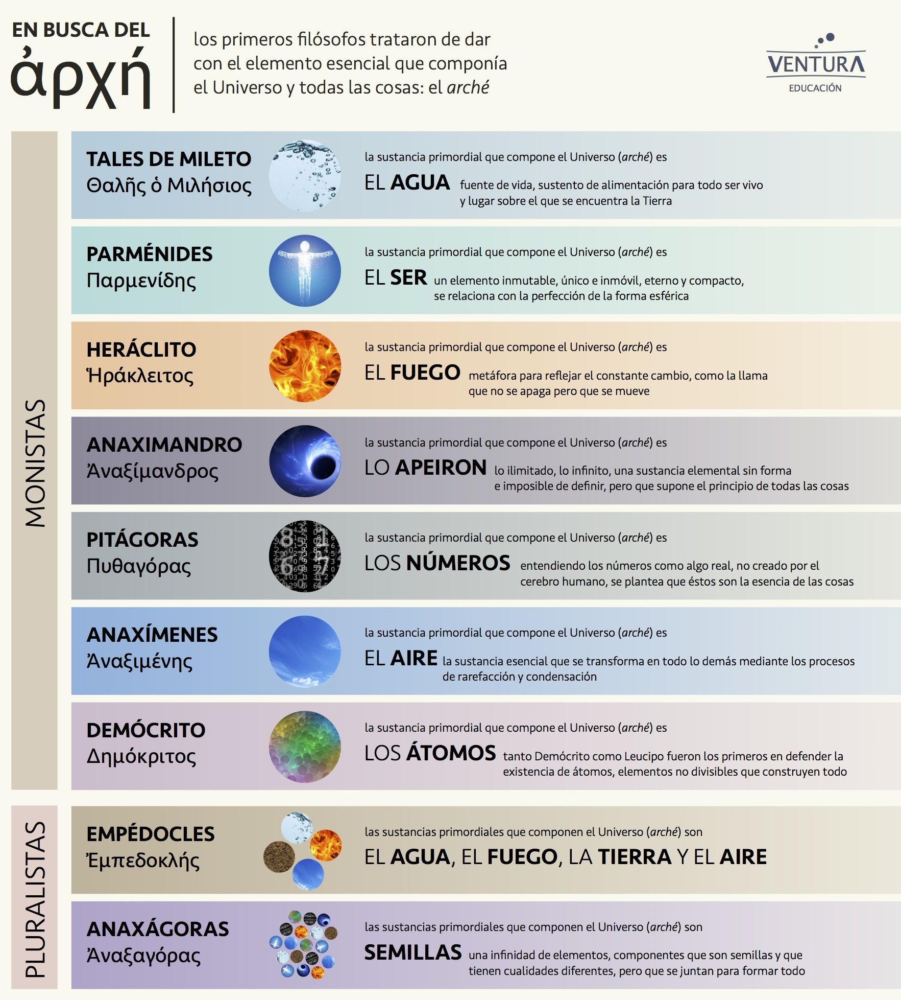 EN BUSCA DEL
ἀρχή
los primeros filósofos trataron de dar
con el elemento esencial que componía
el Universo y todas las cosas: el arché
VENTURA
EDUCACIÓN
MONISTAS
TALES DE MILETO
Θαλῆς ὁ Μιλήσιος
la sustancia primordial que compone el Universo (arché) es
EL AGUA fuente de vida, sustento de alimentación para todo ser vivo
y lugar sobre el que se encuentra la Tierra
PARMÉNIDES
Παρμενίδης
la sustancia primordial que compone el Universo (arché) es
EL SER un elemento inmutable, único e inmóvil, eterno y compacto,
se relaciona con la perfección de la forma esférica
HERÁCLITO
Ἡράκλειτος
la sustancia primordial que compone el Universo (arché) es
EL FUEGO metáfora para reflejar el constante cambio, como la llama
que no se apaga pero que se mueve
ANAXIMANDRO
Ἀναξίμανδρος
la sustancia primordial que compone el Universo (arché) es
LO APEIRON lo ilimitado, lo infinito, una sustancia elemental sin forma
e imposible de definir, pero que supone el principio de todas las cosas
PITÁGORAS
Πυθαγόρας
la sustancia primordial que compone el Universo (arché) es
LOS NÚMEROS entendiendo los números como algo real, no creado por el
cerebro humano, se plantea que éstos son la esencia de las cosas
ANAXÍMENES
Ἀναξιμένης
la sustancia primordial que compone el Universo (arché) es
EL AIRE la sustancia esencial que se transforma en todo lo demás mediante los procesos
de rarefacción y condensación
DEMÓCRITO
Δημόκριτος
la sustancia primordial que compone el Universo (arché) es
LOS ÁTOMOS tanto Demócrito como Leucipo fueron los primeros en defender la
existencia de átomos, elementos no divisibles que construyen todo
PLURALISTAS
EMPÉDOCLES
Ἐμπεδοκλής
las sustancias primordiales que componen el Universo (arché) son
EL AGUA, EL FUEGO, LA TIERRA Y EL AIRE
ANAXÁGORAS
Ἀναξαγόρας
las sustancias primordiales que componen el Universo (arché) son
SEMILLAS una infinidad de elementos, componentes que son semillas y que
tienen cualidades diferentes, pero que se juntan para formar todo